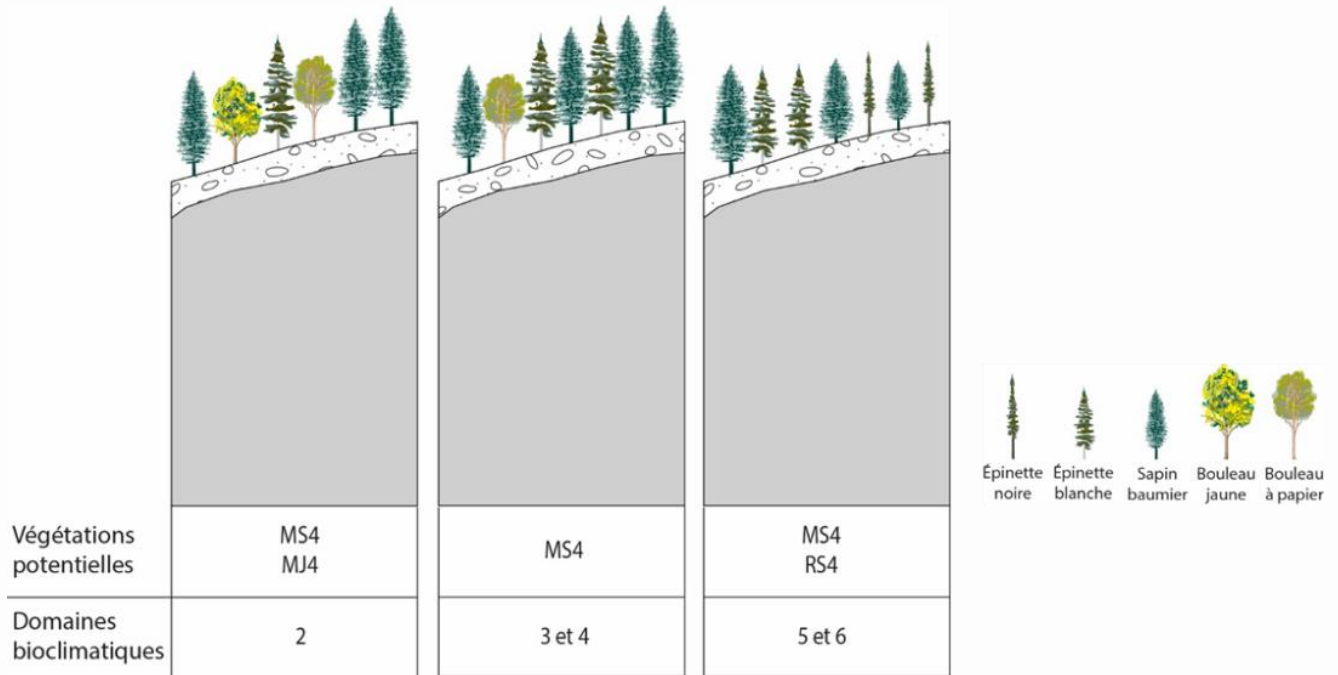 Épinette
noire
Épinette
blanche
Sapin
baumier
Bouleau
jaune
Bouleau
à papier
Végétations
potentielles
MS4
MJ4
MS4
MS4
RS4
Domaines
bioclimatiques
2
3 et 4
5 et 6